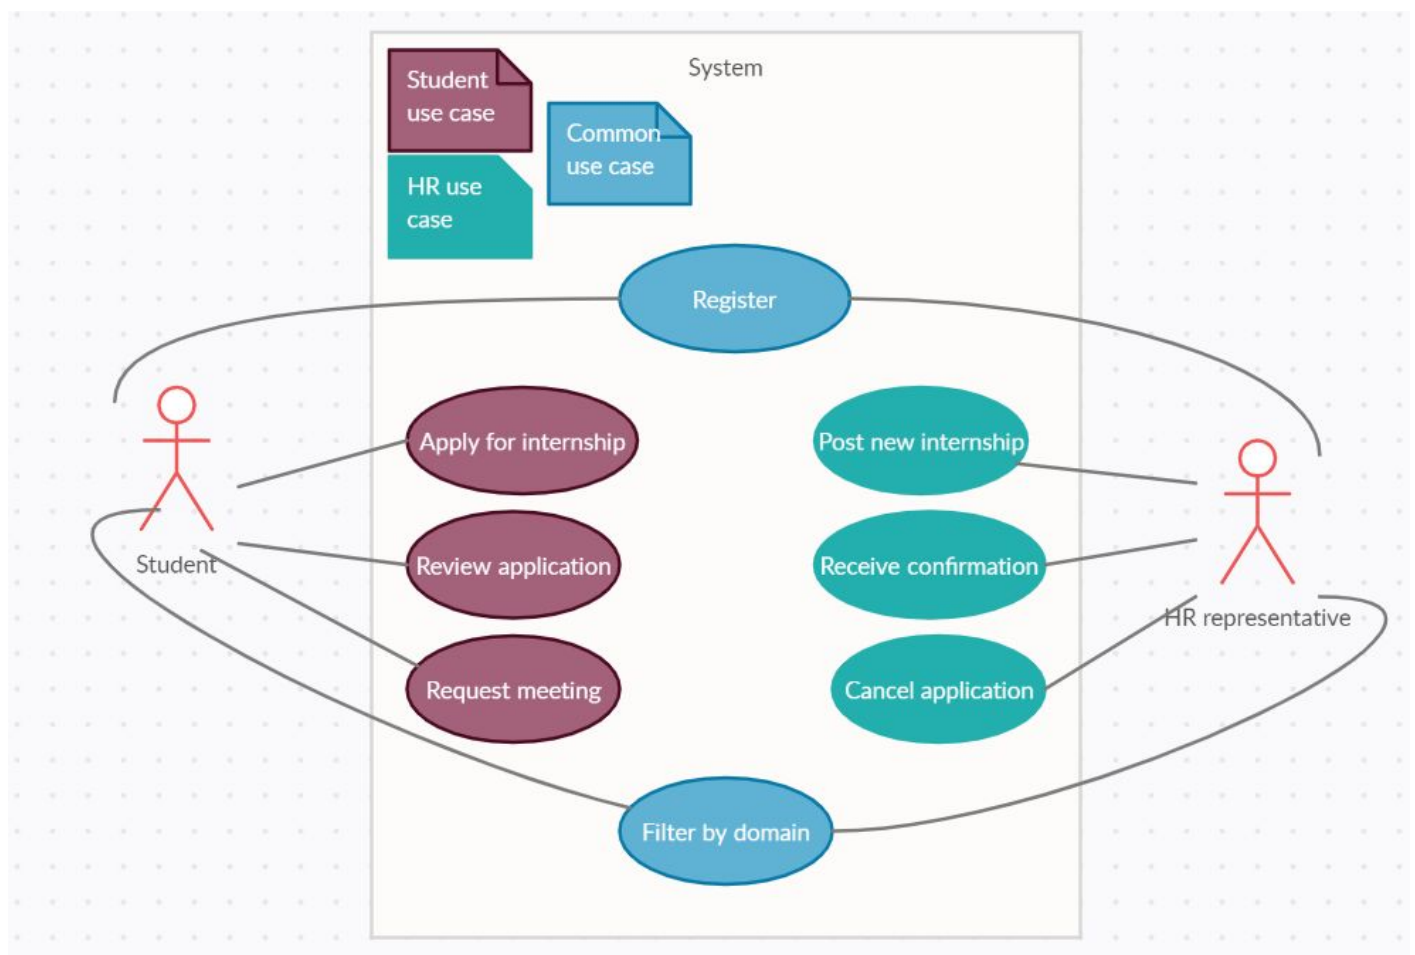 System
Student
use case
Common
use case
HR use
case
Register
Apply for internship
Post new internship
Review application
Receive confirmation
Student
HR representative
Request meeting
Cancel application
Filter by domain